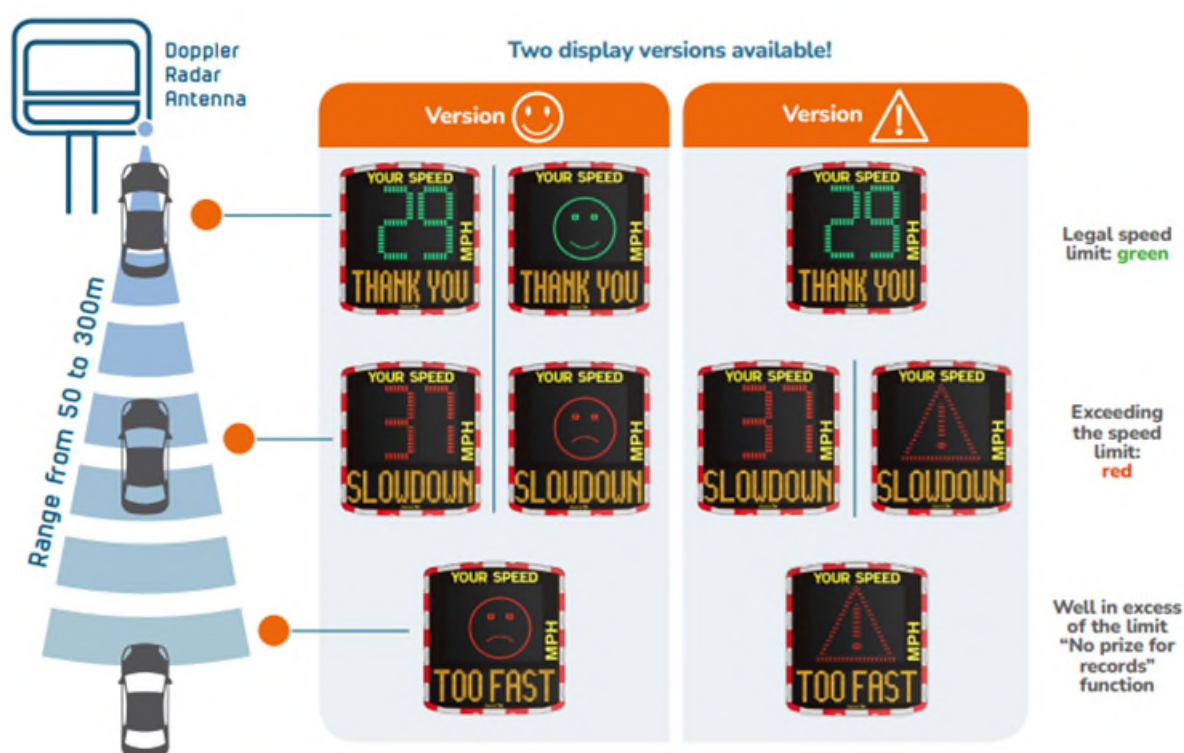 Doppler
Radar
Antenna
Two display versions available!
Version
Version
YOUR SPEED
29
MPH
THANK YOU
YOUR SPEED
MPH
THANK YOU
YOUR SPEED
29
MPH
THANK YOU
Legal speed
limit: green
Range from 50 to 300m
YOUR SPEED
37
MPH
SLOWDOWN
YOUR SPEED
MPH
SLOWDOWN
YOUR SPEED
37
MPH
SLOWDOWN
YOUR SPEED
MPH
SLOWDOWN
Exceeding
the speed
limit:
red
YOUR SPEED
MPH
TOO FAST
YOUR SPEED
MPH
TOO FAST
Well in excess
of the limit
“No prize for
records”
function